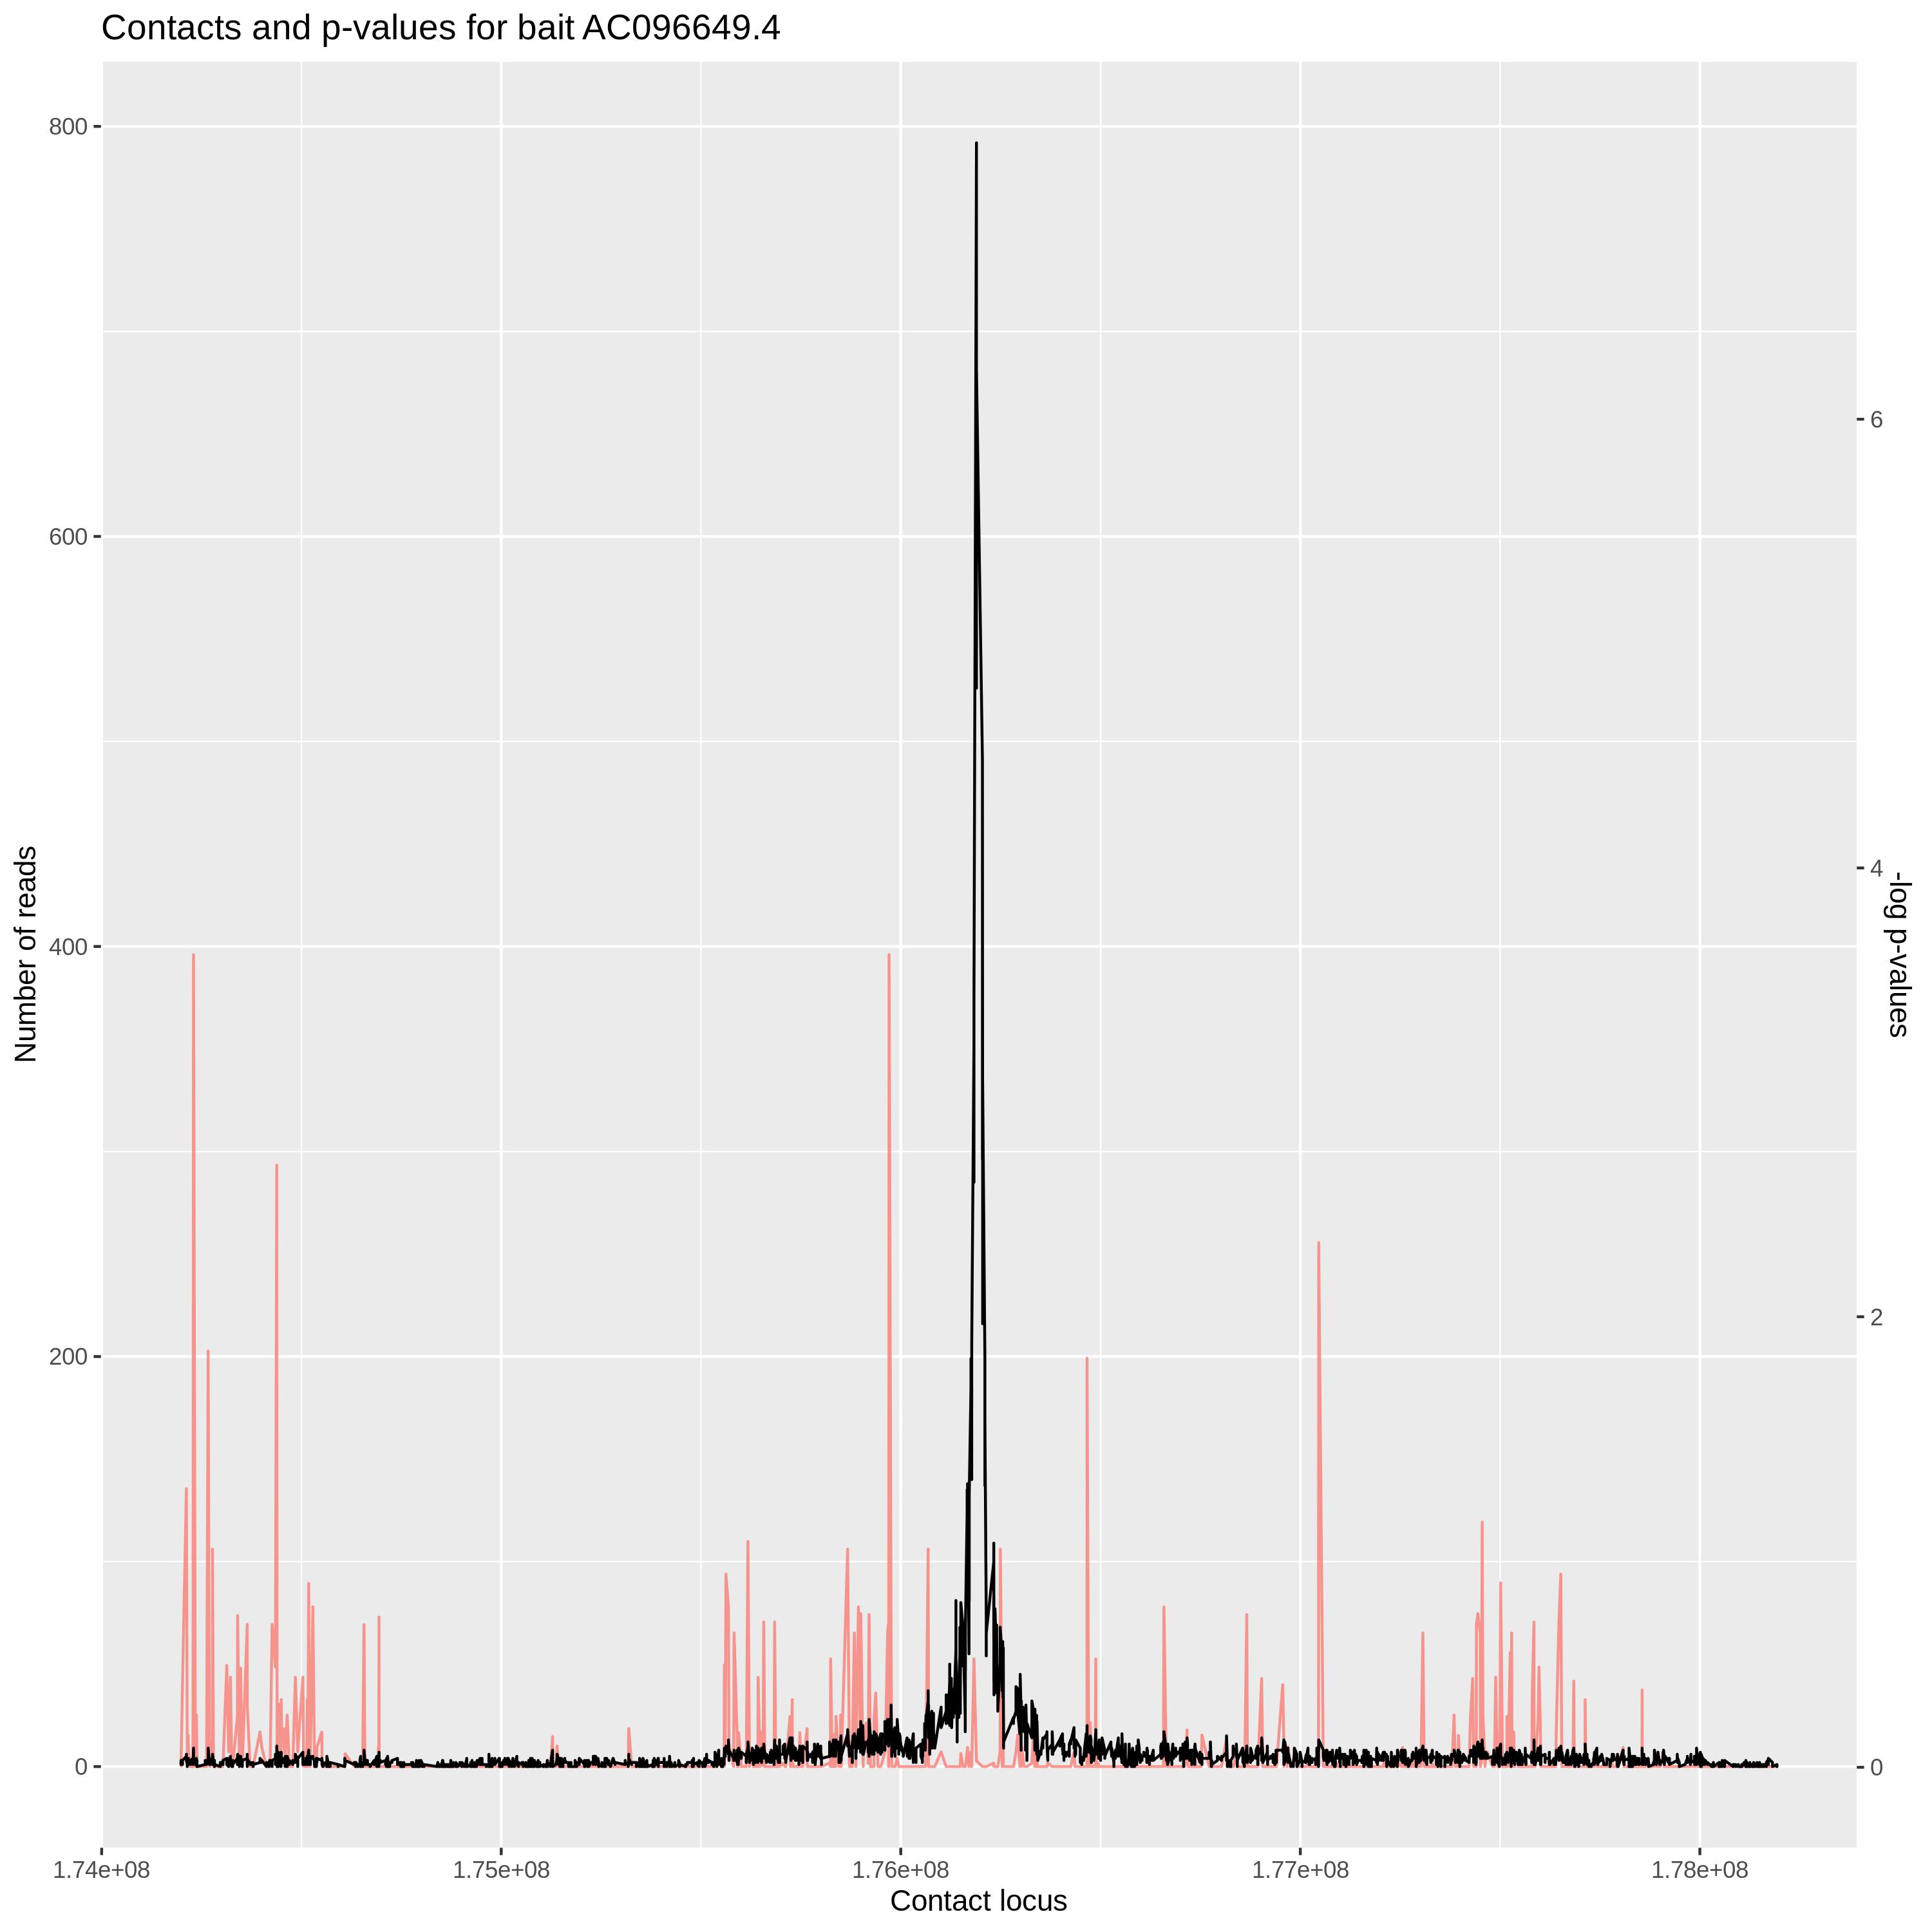 Contacts and p-values for bait AC096649.4
800
600
400
200
0
6
4
2
0
Number of reads
-log p-values
1.74e+08
1.75e+08
1.76e+08
1.77e+08
1.78e+08
Contact locus